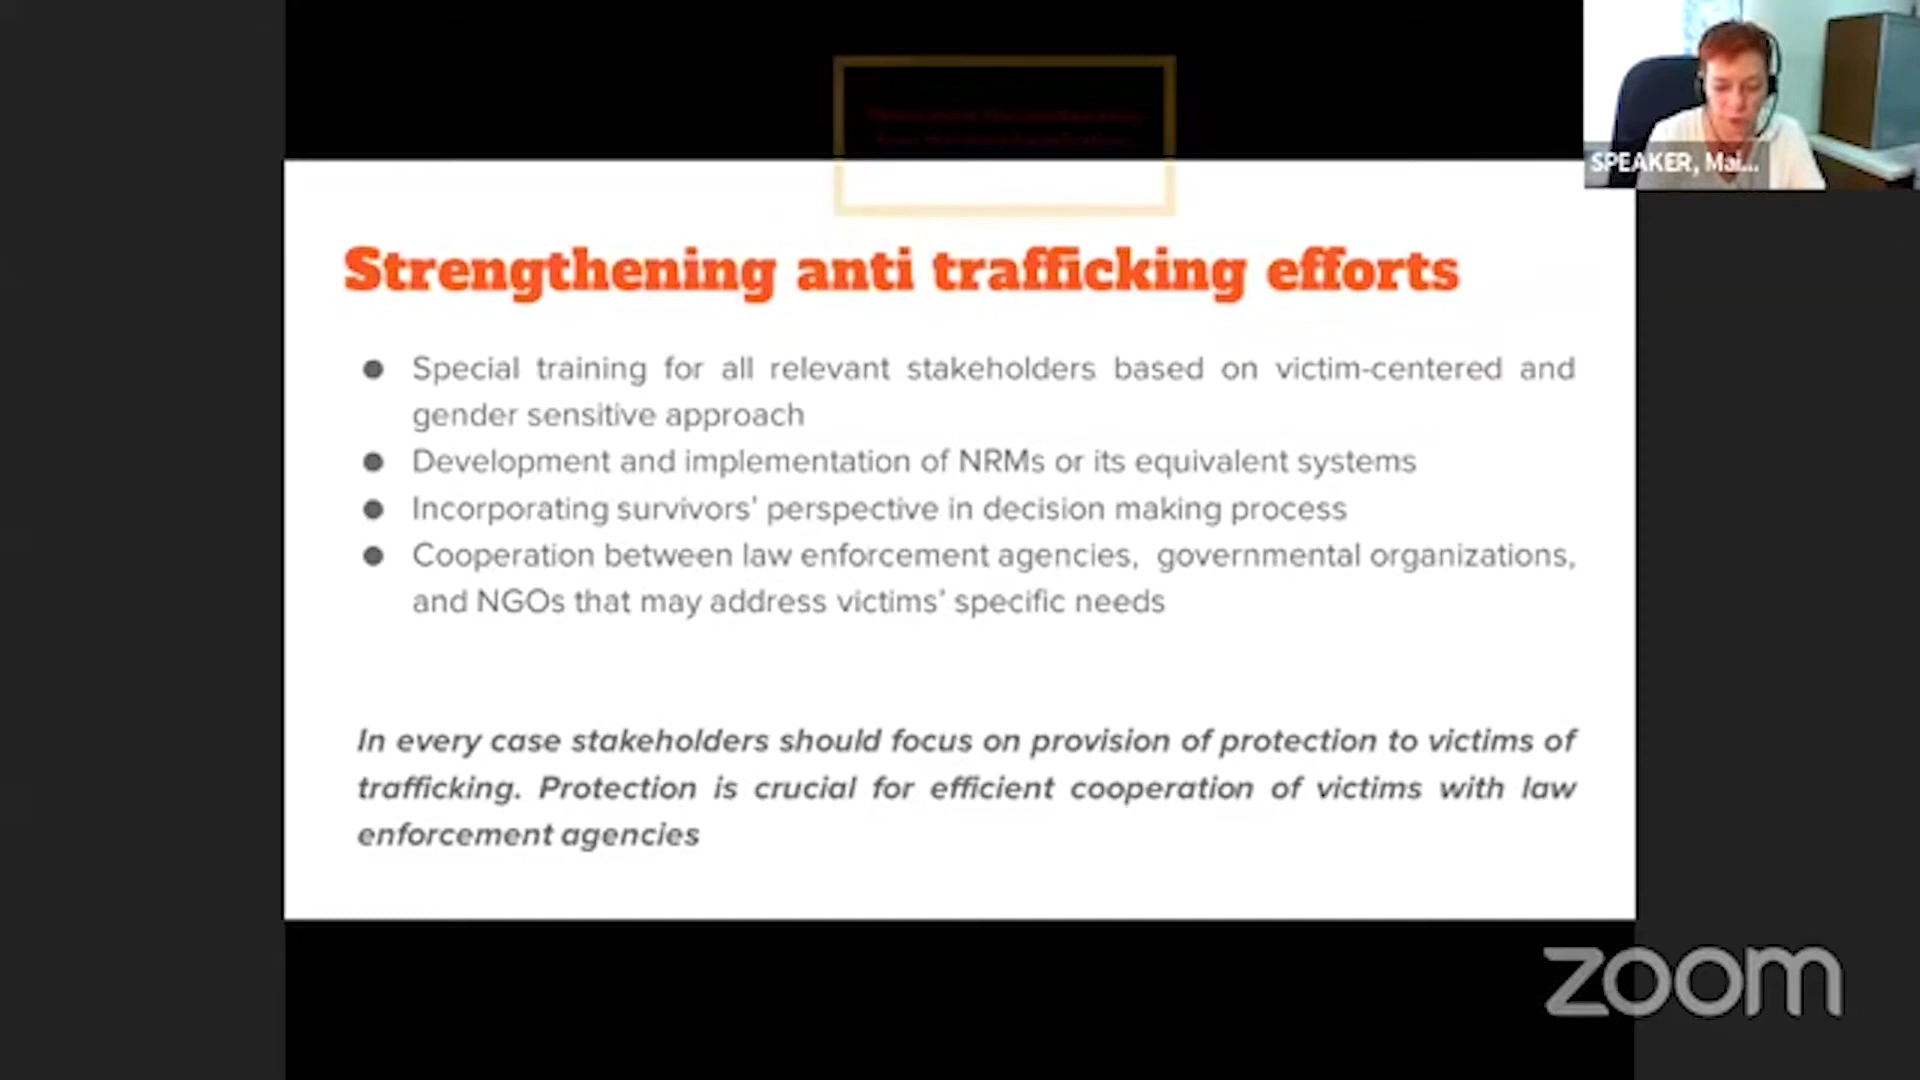 SPEAKER, Mai...
Strengthening anti trafficking efforts
● Special training for all relevant stakeholders based on victim-centered and
gender sensitive approach
● Development and implementation of NRMs or its equivalent systems
● Incorporating survivors' perspective in decision making process
● Cooperation between law enforcement agencies, governmental organizations,
and NGOs that may address victims' specific needs
In every case stakeholders should focus on provision of protection to victims of
trafficking. Protection is crucial for efficient cooperation of victims with law
enforcement agencies
zoom